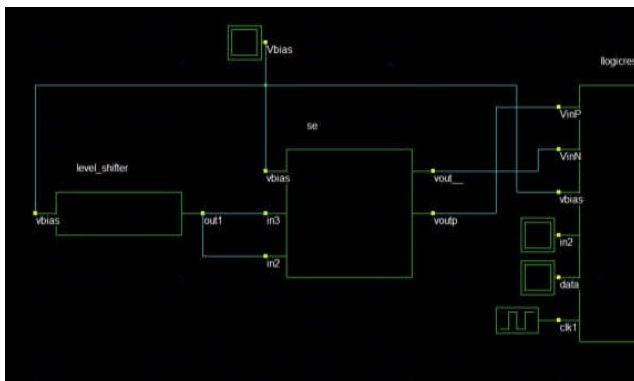 Vbias
llogicres
se
VinP
level_shifter
VinN
vbias
vout__
vbias
vbias
out1
in3
voutp
in2
in2
data
clk1